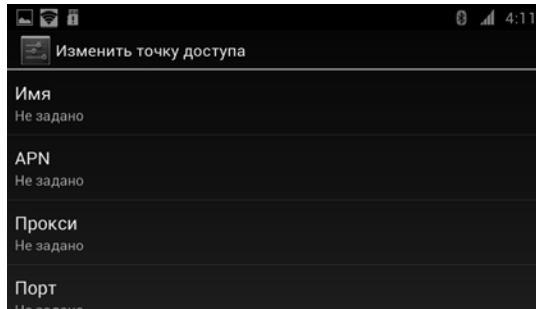 4:11
Изменить точку доступа
Имя
Не задано
APN
Не задано
Прокси
Не задано
Порт